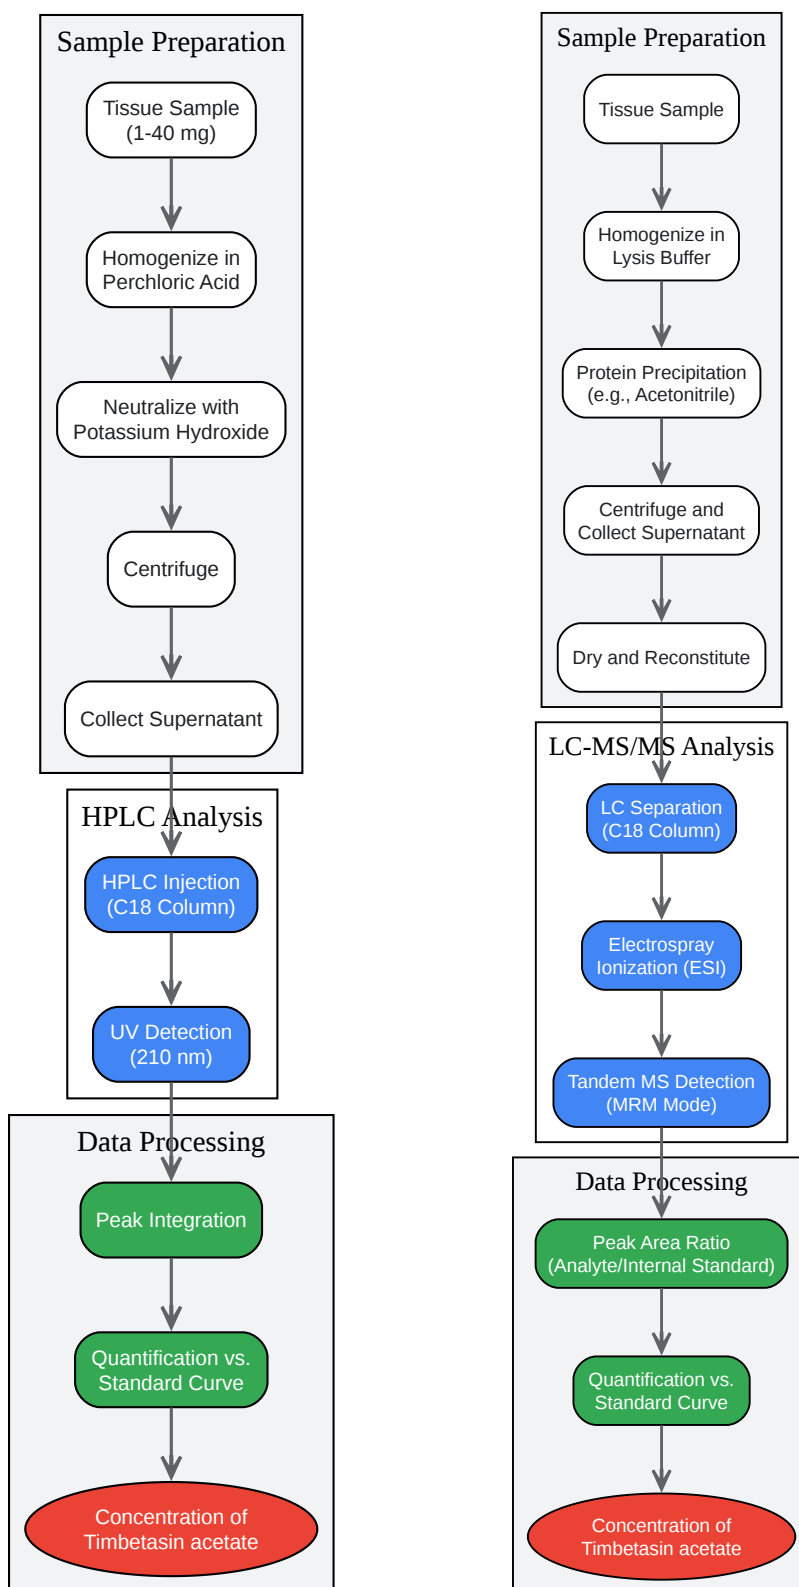 Sample Preparation
Tissue Sample
(1-40 mg)
Homogenize in
Perchloric Acid
Neutralize with
Potassium Hydroxide
Centrifuge
Collect Supernatant
HPLC Analysis
HPLC Injection
(C18 Column)
UV Detection
(210 nm)
Data Processing
Peak Integration
Quantification vs.
Standard Curve
Concentration of
Timbetasin acetate
Sample Preparation
Tissue Sample
Homogenize in
Lysis Buffer
Protein Precipitation
(e.g., Acetonitrile)
Centrifuge and
Collect Supernatant
Dry and Reconstitute
LC-MS/MS Analysis
LC Separation
(C18 Column)
Electrospray
Ionization (ESI)
Tandem MS Detection
(MRM Mode)
Data Processing
Peak Area Ratio
(Analyte/Internal Standard)
Quantification vs.
Standard Curve
Concentration of
Timbetasin acetate